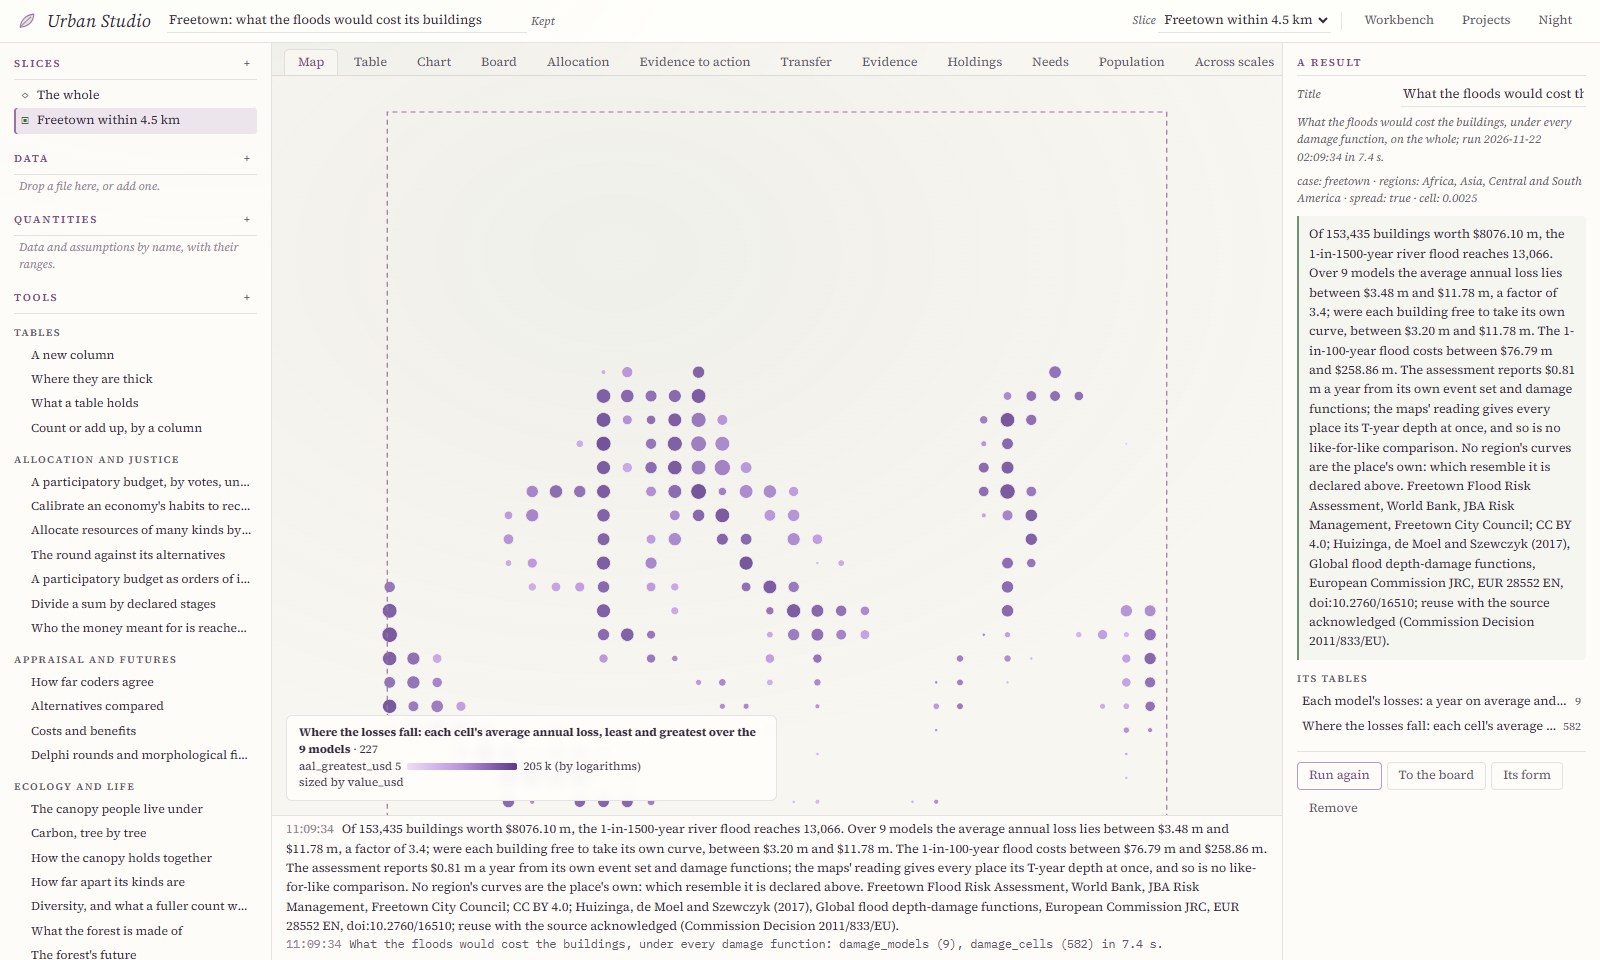 Urban Studio
Freetown: what the floods would cost its buildings
Kept
Slice
Freetown within 4.5 km
Workbench
Projects
Night
SLICES
+
The whole
Freetown within 4.5 km
DATA
+
Drop a file here, or add one.
QUANTITIES
+
Data and assumptions by name, with their
ranges.
TOOLS
+
TABLES
A new column
Where they are thick
What a table holds
Count or add up, by a column
ALLOCATION AND JUSTICE
A participatory budget, by votes, un...
Calibrate an economy's habits to rec...
Allocate resources of many kinds by...
The round against its alternatives
A participatory budget as orders of i...
Divide a sum by declared stages
Who the money meant for is reache...
APPRAISAL AND FUTURES
How far coders agree
Alternatives compared
Costs and benefits
Delphi rounds and morphological fi...
ECOLOGY AND LIFE
The canopy people live under
Carbon, tree by tree
How the canopy holds together
How far apart its kinds are
Diversity, and what a fuller count w...
What the forest is made of
The forest's future
Map
Table
Chart
Board
Allocation
Evidence to action
Transfer
Evidence
Holdings
Needs
Population
Across scales
Where the losses fall: each cell's average annual loss, least and greatest over the
9 models · 227
aal_greatest_usd 5
205 k (by logarithms)
sized by value_usd
11:09:34 Of 153,435 buildings worth $8076.10 m, the 1-in-1500-year river flood reaches 13,066. Over 9 models the average annual loss lies between $3.48 m and
$11.78 m, a factor of 3.4; were each building free to take its own curve, between $3.20 m and $11.78 m. The 1-in-100-year flood costs between $76.79 m and $258.86 m.
The assessment reports $0.81 m a year from its own event set and damage functions; the maps' reading gives every place its T-year depth at once, and so is no like-
for-like comparison. No region's curves are the place's own: which resemble it is declared above. Freetown Flood Risk Assessment, World Bank, JBA Risk
Management, Freetown City Council; CC BY 4.0; Huizinga, de Moel and Szewczyk (2017), Global flood depth-damage functions, European Commission JRC, EUR
28552 EN, doi:10.2760/16510; reuse with the source acknowledged (Commission Decision 2011/833/EU).
11:09:34 What the floods would cost the buildings, under every damage function: damage_models (9), damage_cells (582) in 7.4 s.
A RESULT
Title
What the floods would cost th
What the floods would cost the buildings, under every
damage function, on the whole; run 2026-11-22
02:09:34 in 7.4 s.
case: freetown · regions: Africa, Asia, Central and South
America · spread: true · cell: 0.0025
Of 153,435 buildings worth $8076.10 m, the
1-in-1500-year river flood reaches 13,066.
Over 9 models the average annual loss lies
between $3.48 m and $11.78 m, a factor of
3.4; were each building free to take its own
curve, between $3.20 m and $11.78 m. The 1-
in-100-year flood costs between $76.79 m
and $258.86 m. The assessment reports $0.81
m a year from its own event set and damage
functions; the maps' reading gives every
place its T-year depth at once, and so is no
like-for-like comparison. No region's curves
are the place's own: which resemble it is
declared above. Freetown Flood Risk
Assessment, World Bank, JBA Risk
Management, Freetown City Council; CC BY
4.0; Huizinga, de Moel and Szewczyk (2017),
Global flood depth-damage functions,
European Commission JRC, EUR 28552 EN,
doi:10.2760/16510; reuse with the source
acknowledged (Commission Decision
2011/833/EU).
ITS TABLES
Each model's losses: a year on average and... 9
Where the losses fall: each cell's average ... 582
Run again
To the board
Its form
Remove